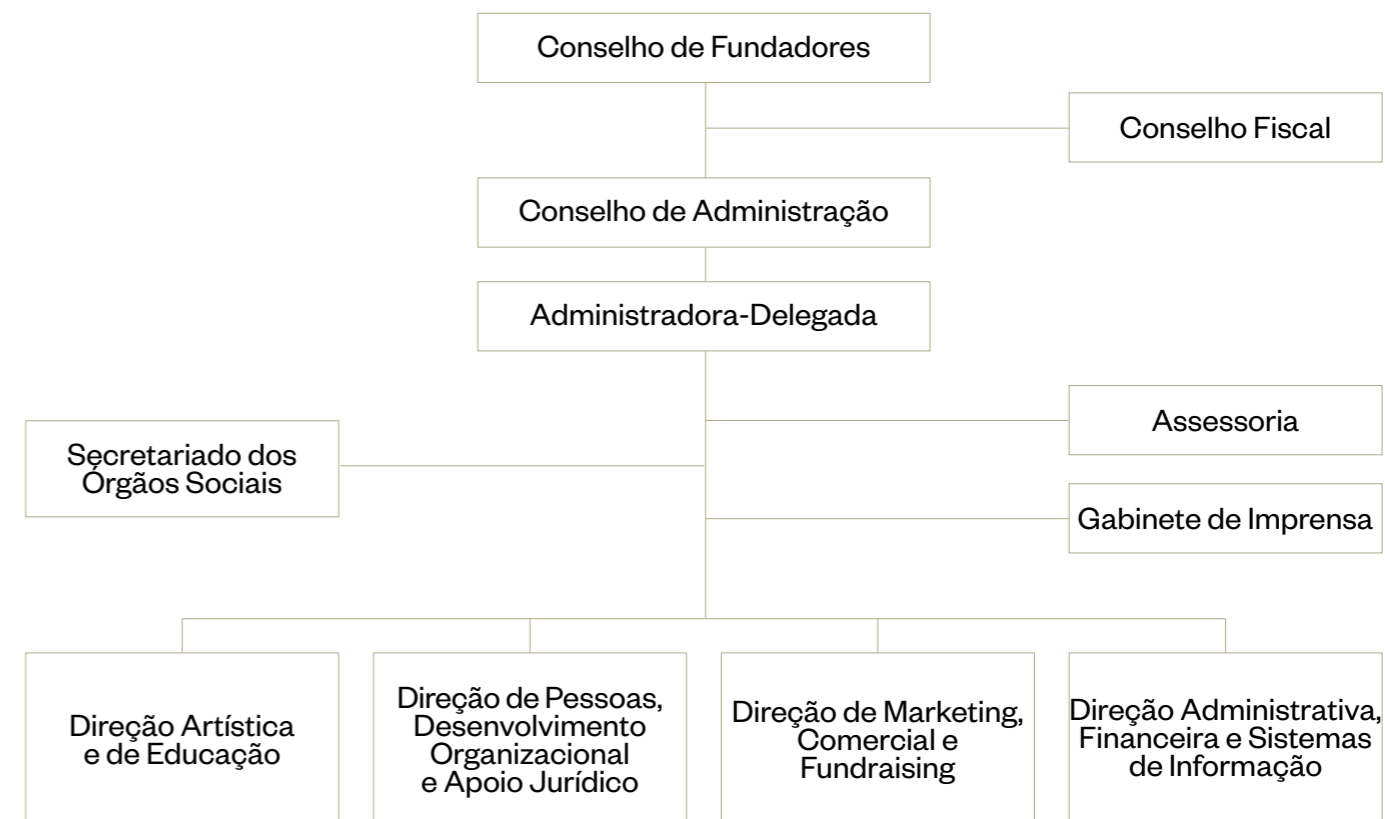 Conselho de Fundadores
Conselho Fiscal
Conselho de Administração
Administradora-Delegada
Assessoria
Secretariado dos
Órgãos Sociais
Gabinete de Imprensa
Direção Artística
e de Educação
Direção de Pessoas,
Desenvolvimento
Organizacional
e Apoio Jurídico
Direção de Marketing,
Comercial e
Fundraising
Direção Administrativa,
Financeira e Sistemas
de Informação